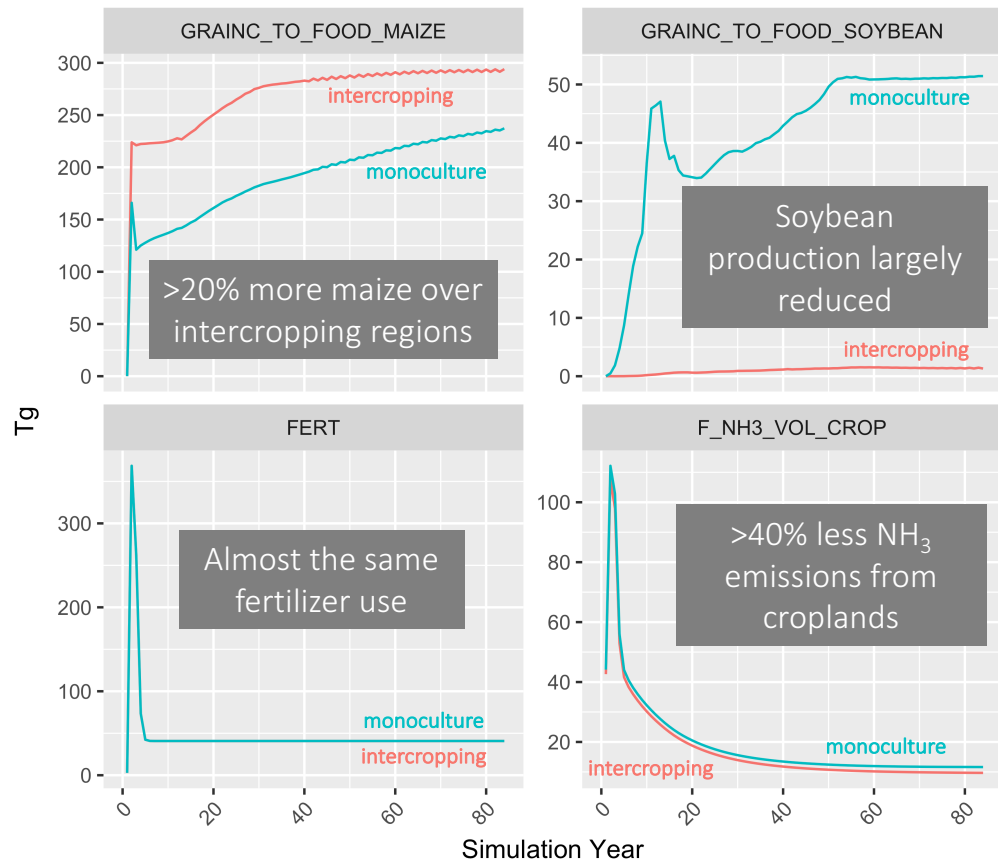 GRAINC_TO_FOOD_MAIZE
300
250
200
150
100
50
0
intercropping
monoculture
>20% more maize over
intercropping regions
GRAINC_TO_FOOD_SOYBEAN
50
40
30
20
10
0
monoculture
Soybean
production largely
reduced
intercropping
Tg
FERT
300
200
100
0
Almost the same
fertilizer use
monoculture
intercropping
0
20
40
60
80
F_NH3_VOL_CROP
100
80
60
40
20
>40% less NH₃
emissions from
croplands
monoculture
intercropping
0
20
40
60
80
Simulation Year